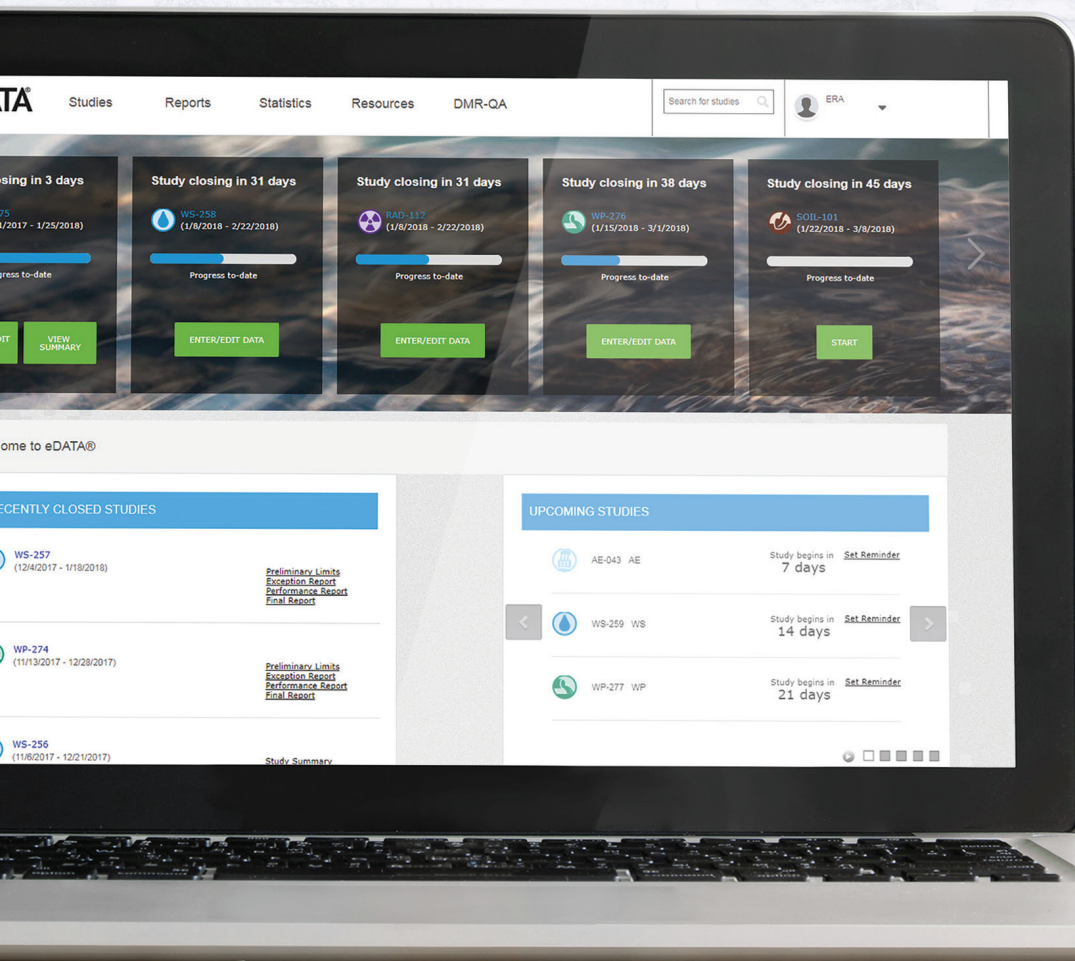 TA®
Studies
Reports
Statistics
Resources
DMR-QA
Search for studies
ERA
sing in 3 days
75
1/2017 - 1/25/2018)
gress to-date
DIT
VIEW
SUMMARY
Study closing in 31 days
WS-258
(1/8/2018 - 2/22/2018)
Progress to-date
ENTER/EDIT DATA
Study closing in 31 days
RAD-112
(1/8/2018 - 2/22/2018)
Progress to-date
ENTER/EDIT DATA
Study closing in 38 days
WP-276
(1/15/2018 - 3/1/2018)
Progress to-date
ENTER/EDIT DATA
Study closing in 45 days
SOIL-101
(1/22/2018 - 3/8/2018)
Progress to-date
START
ome to eDATA®
ECENTLY CLOSED STUDIES
WS-257
(12/4/2017 - 1/18/2018)
Preliminary Limits
Exception Report
Performance Report
Final Report
WP-274
(11/13/2017 - 12/28/2017)
Preliminary Limits
Exception Report
Performance Report
Final Report
WS-256
(11/6/2017 - 12/21/2017)
Study Summary
UPCOMING STUDIES
AE-043 AE
Study begins in
7 days
Set Reminder
WS-259 WS
Study begins in
14 days
Set Reminder
WP-277 WP
Study begins in
21 days
Set Reminder